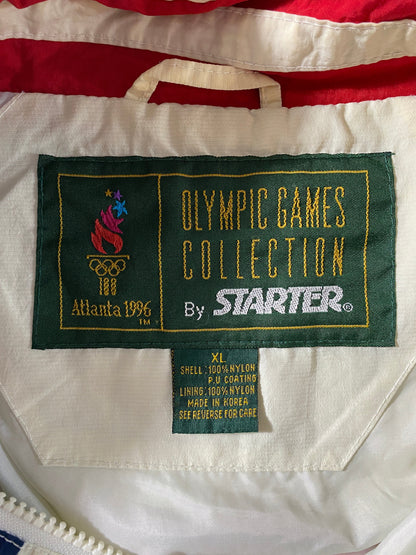 OLYMPIC GAMES
COLLECTION
By STARTER®
Atlanta 1996
TM
XL
SHELL: 100% NYLON
P.U COATING
LINING: 100% NYLON
MADE IN KOREA
SEE REVERSE FOR CARE